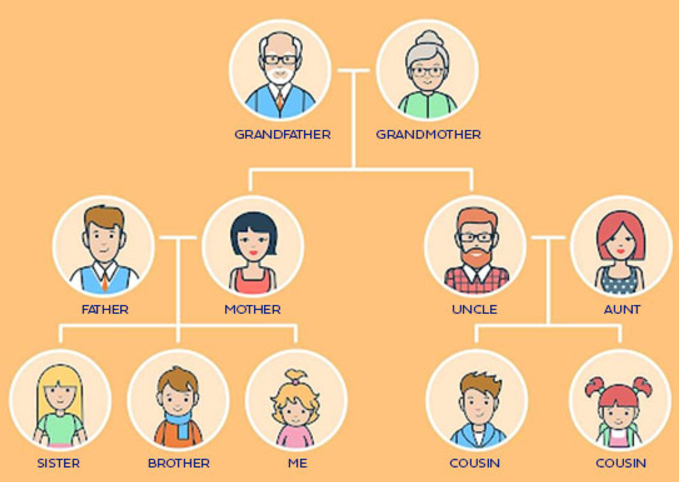 GRANDFATHER GRANDMOTHER
FATHER MOTHER UNCLE AUNT
SISTER BROTHER ME COUSIN COUSIN